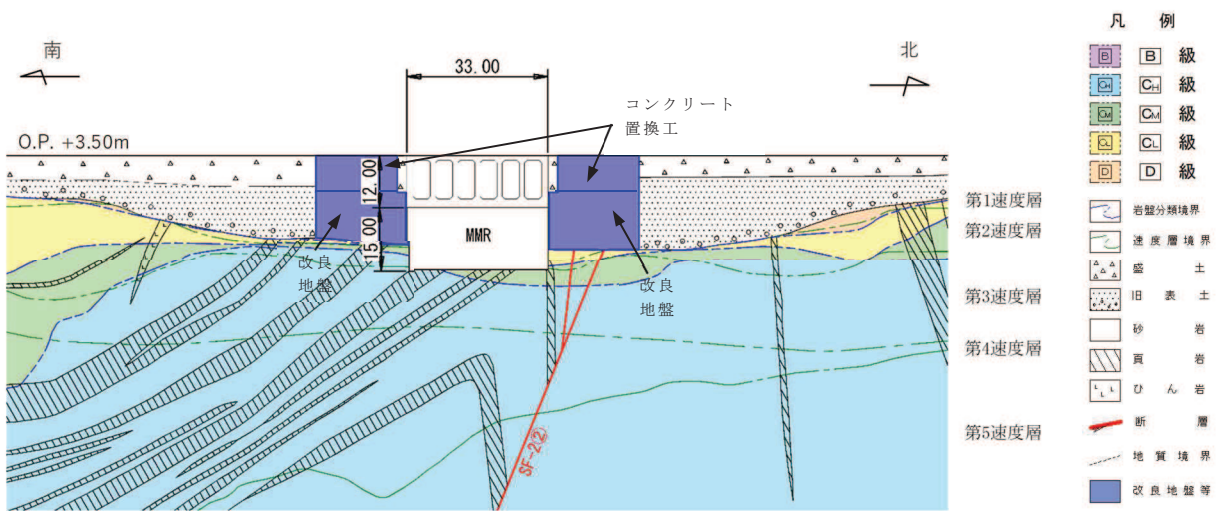 南
北
33.00
コンクリート
置換工
O.P. +3.50m
12.00
15.00
MMR
改良
地盤
改良
地盤
SF-2②
第1速度層
第2速度層
第3速度層
第4速度層
第5速度層
凡 例
B B 級
CH CH 級
CM CM 級
CL CL 級
D D 級
岩盤分類境界
速度層境界
盛 土
旧 表 土
砂 岩
頁 岩
ひ ん 岩
断 層
地 質 境 界
改 良 地 盤 等